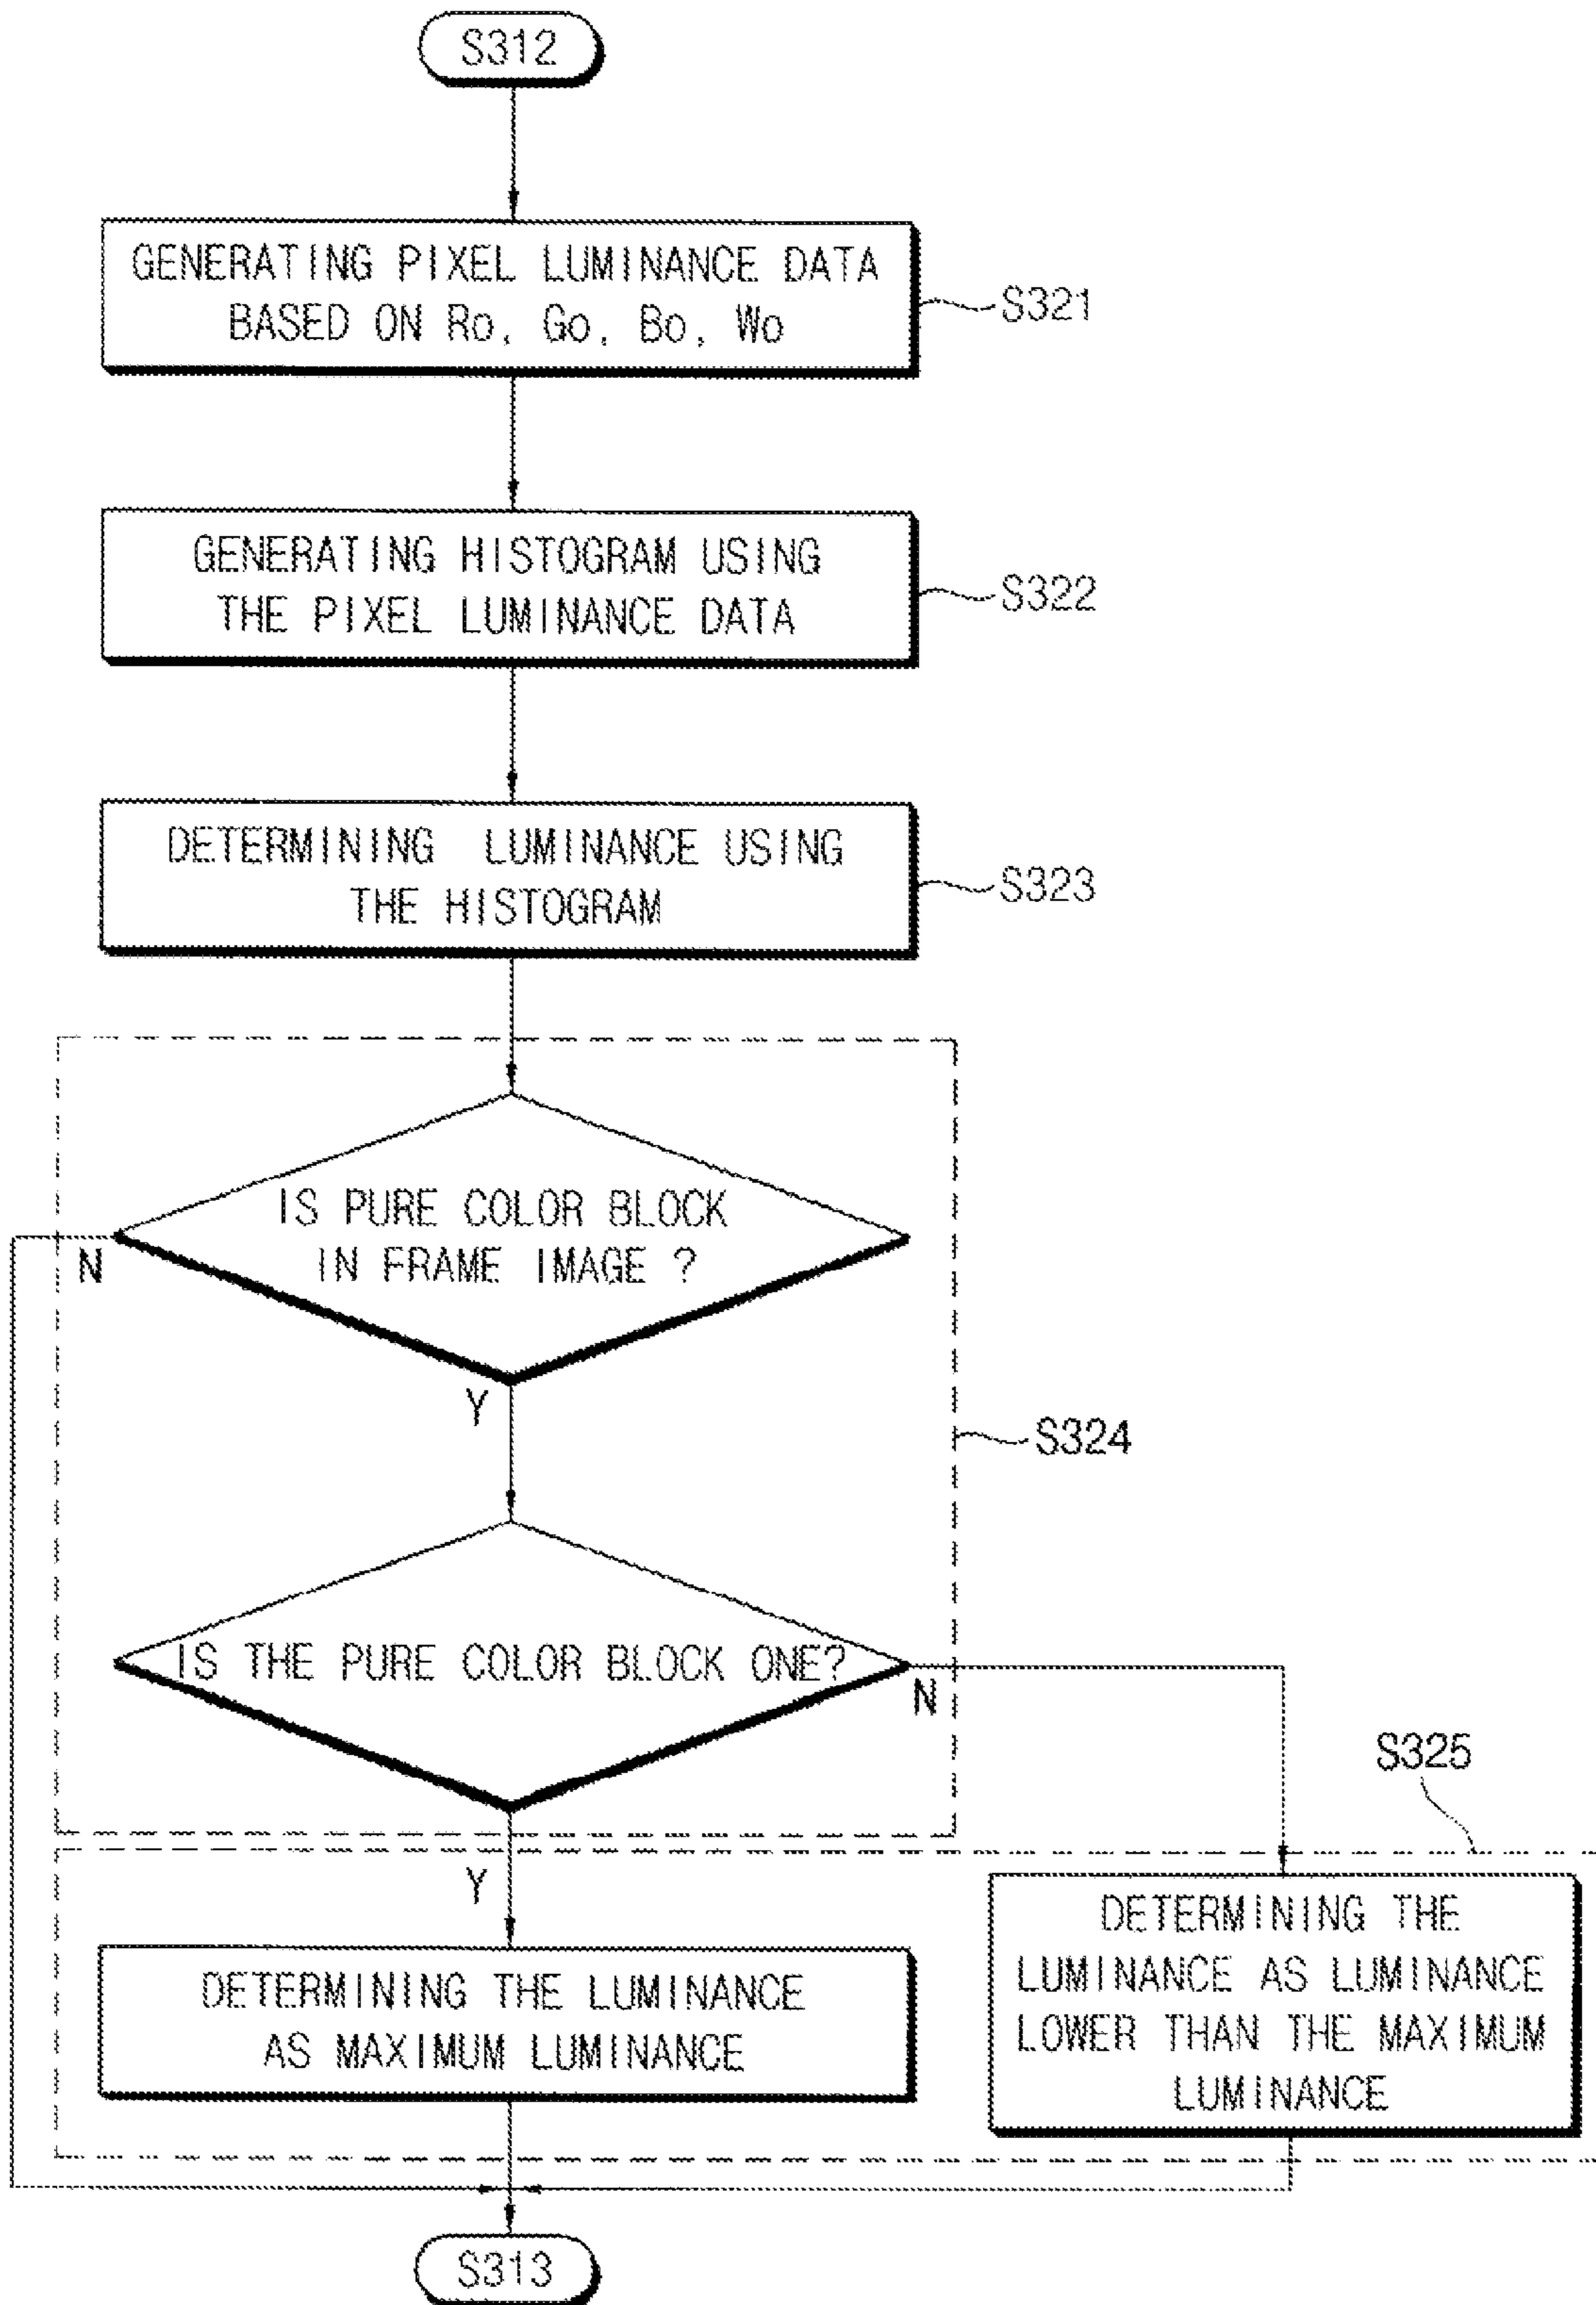 S312
GENERATING PIXEL LUMINANCE DATA
BASED ON Ro, Go, Bo, Wo
S321
GENERATING HISTOGRAM USING
THE PIXEL LUMINANCE DATA
S322
DETERMINING LUMINANCE USING
THE HISTOGRAM
S323
IS PURE COLOR BLOCK
IN FRAME IMAGE ?
N
Y
S324
IS THE PURE COLOR BLOCK ONE?
N
S325
Y
DETERMINING THE LUMINANCE
AS MAXIMUM LUMINANCE
DETERMINING THE
LUMINANCE AS LUMINANCE
LOWER THAN THE MAXIMUM
LUMINANCE
S313